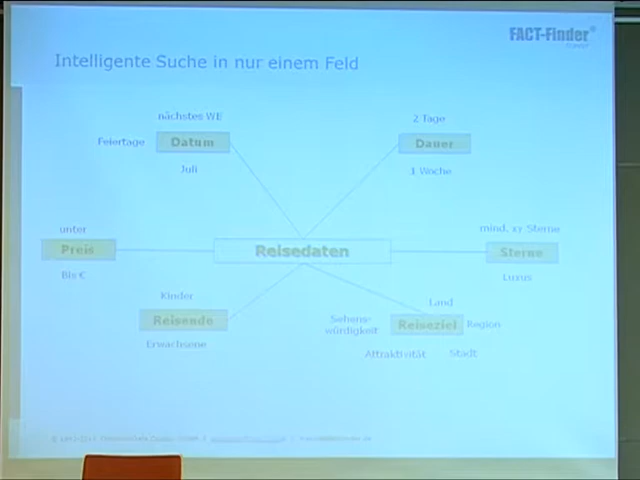 FACT-Finder®
Intelligente Suche in nur einem Feld
nächstes WE
Feiertage
Datum
Juli
2 Tage
Dauer
1 Woche
unter
Preis
Bis €
Reisedaten
mind. xy Sterne
Sterne
Luxus
Kinder
Reisende
Erwachsene
Land
Sehens-
würdigkeit
Reiseziel
Region
Attraktivität
Stadt